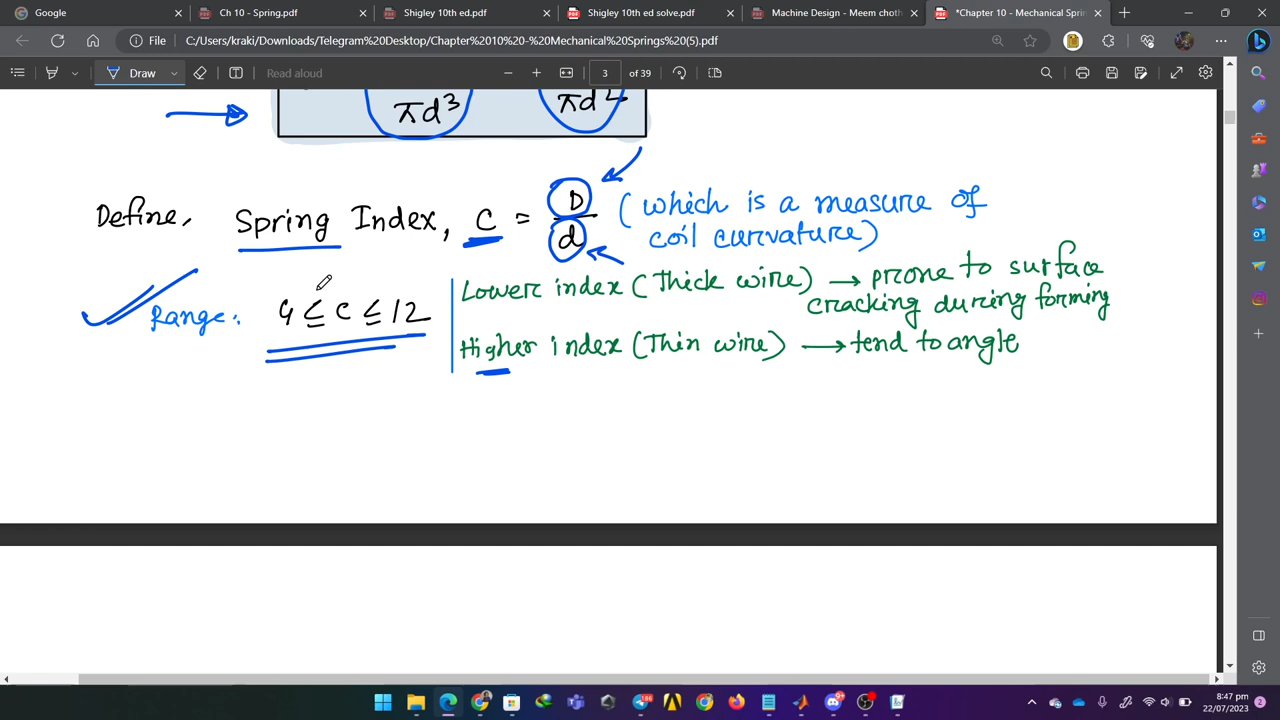 Google
Ch 10 - Spring.pdf
Shigley 10th ed.pdf
Shigley 10th ed solve.pdf
Machine Design - Meem choth
*Chapter 10 - Mechanical Sprin
File
C:/Users/kraki/Downloads/Telegram%20Desktop/Chapter%2010%20-%20Mechanical%20Springs%20(5).pdf
Draw
Read aloud
3 of 39
πd³ πd²
Define, Spring Index, C = D/d (which is a measure of
coil curvature)
Range: 4 ≤ C ≤ 12
Lower index (Thick wire) → prone to surface
cracking during forming
Higher index (Thin wire) → tend to angle
186
9+
8:47 pm
22/07/2023
2